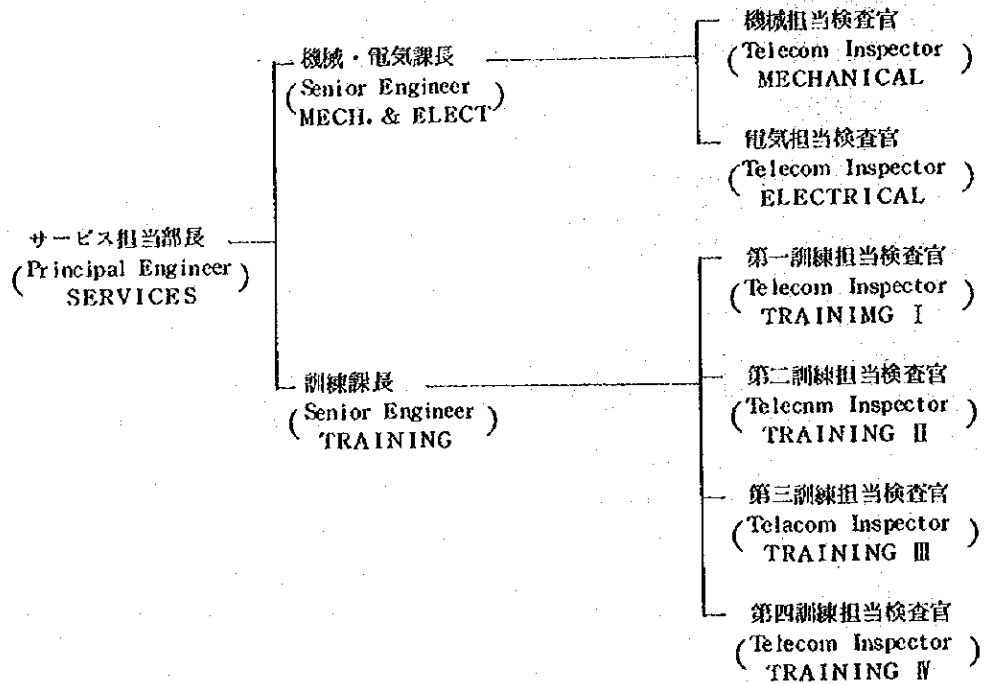 機械担当検査官
(Telecom Inspector
MECHANICAL)
機械・電気課長
(Senior Engineer
MECH. & ELECT)
電気担当検査官
(Telecom Inspector
ELECTRICAL)
サービス担当部長
(Principal Engineer
SERVICES)
第一訓練担当検査官
(Telecom Inspector
TRAINIMG I)
訓練課長
(Senior Engineer
TRAINING)
第二訓練担当検査官
(Telecnm Inspector
TRAINING II)
第三訓練担当検査官
(Telacom Inspector
TRAINING III)
第四訓練担当検査官
(Telecom Inspector
TRAINING IV)